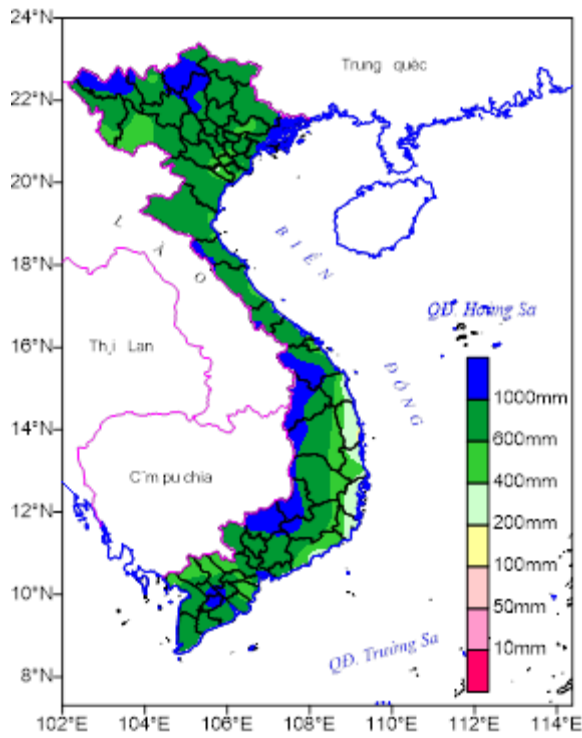 24°N
22°N
20°N
18°N
16°N
14°N
12°N
10°N
8°N
Trung quèc
LÀO
BIỂN
ĐÔNG
QĐ. Hoàng Sa
Th¸i Lan
C¨m pu chia
QĐ. Trường Sa
1000mm
600mm
400mm
200mm
100mm
50mm
10mm
102°E
104°E
106°E
108°E
110°E
112°E
114°E